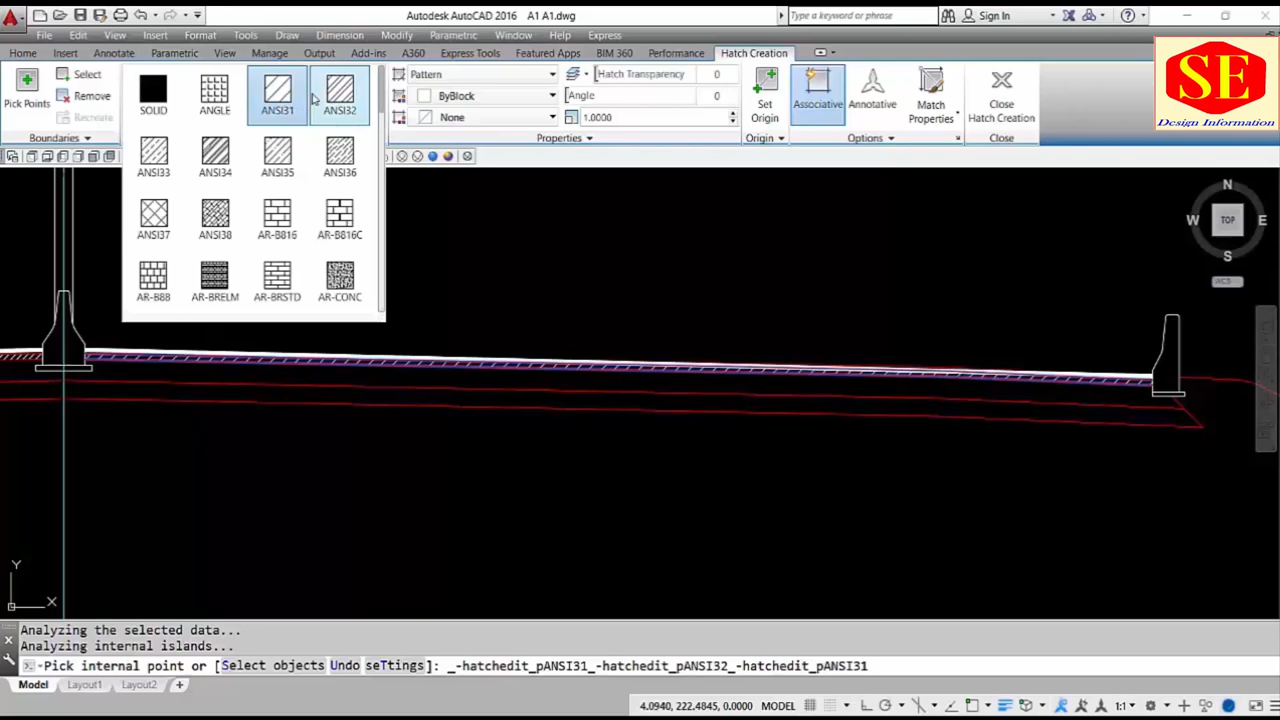 Autodesk AutoCAD 2016 A1 A1.dwg
Type a keyword or phrase
Sign In
File Edit View Insert Format Tools Draw Dimension Modify Parametric Window Help Express
Home Insert Annotate Parametric View Manage Output Add-ins A360 Express Tools Featured Apps BIM 360 Performance Hatch Creation
SE
Design Information
Pick Points
Select
Remove
Recreate
Boundaries
SOLID ANGLE ANSI31 ANSI32
ANSI33 ANSI34 ANSI35 ANSI36
ANSI37 ANSI38 AR-B816 AR-B816C
AR-B88 AR-BRELM AR-BRSTD AR-CONC
Pattern
ByBlock
None
Hatch Transparency 0
Angle 0
1.0000
Properties
Set
Origin
Origin
Associative
Annotative
Match
Properties
Options
Close
Hatch Creation
Close
N
W TOP E
S
WCS
Y
X
Analyzing the selected data...
Analyzing internal islands...
Pick internal point or [Select objects Undo seTtings]: _-hatchedit_pANSI31_-hatchedit_pANSI32_-hatchedit_pANSI31
Model Layout1 Layout2 +
4.0940, 222.4845, 0.0000 MODEL
1:1